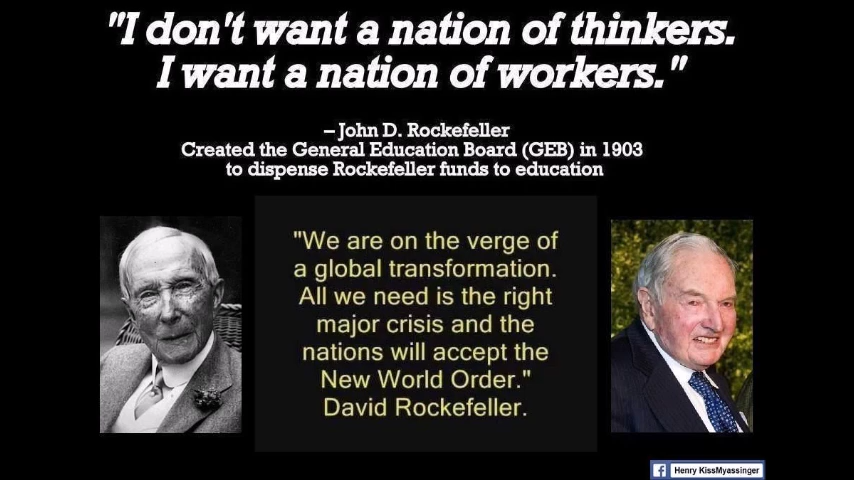 "I don't want a nation of thinkers.
I want a nation of workers."
– John D. Rockefeller
Created the General Education Board (GEB) in 1903
to dispense Rockefeller funds to education
"We are on the verge of
a global transformation.
All we need is the right
major crisis and the
nations will accept the
New World Order."
David Rockefeller.
f Henry KissMyassinger